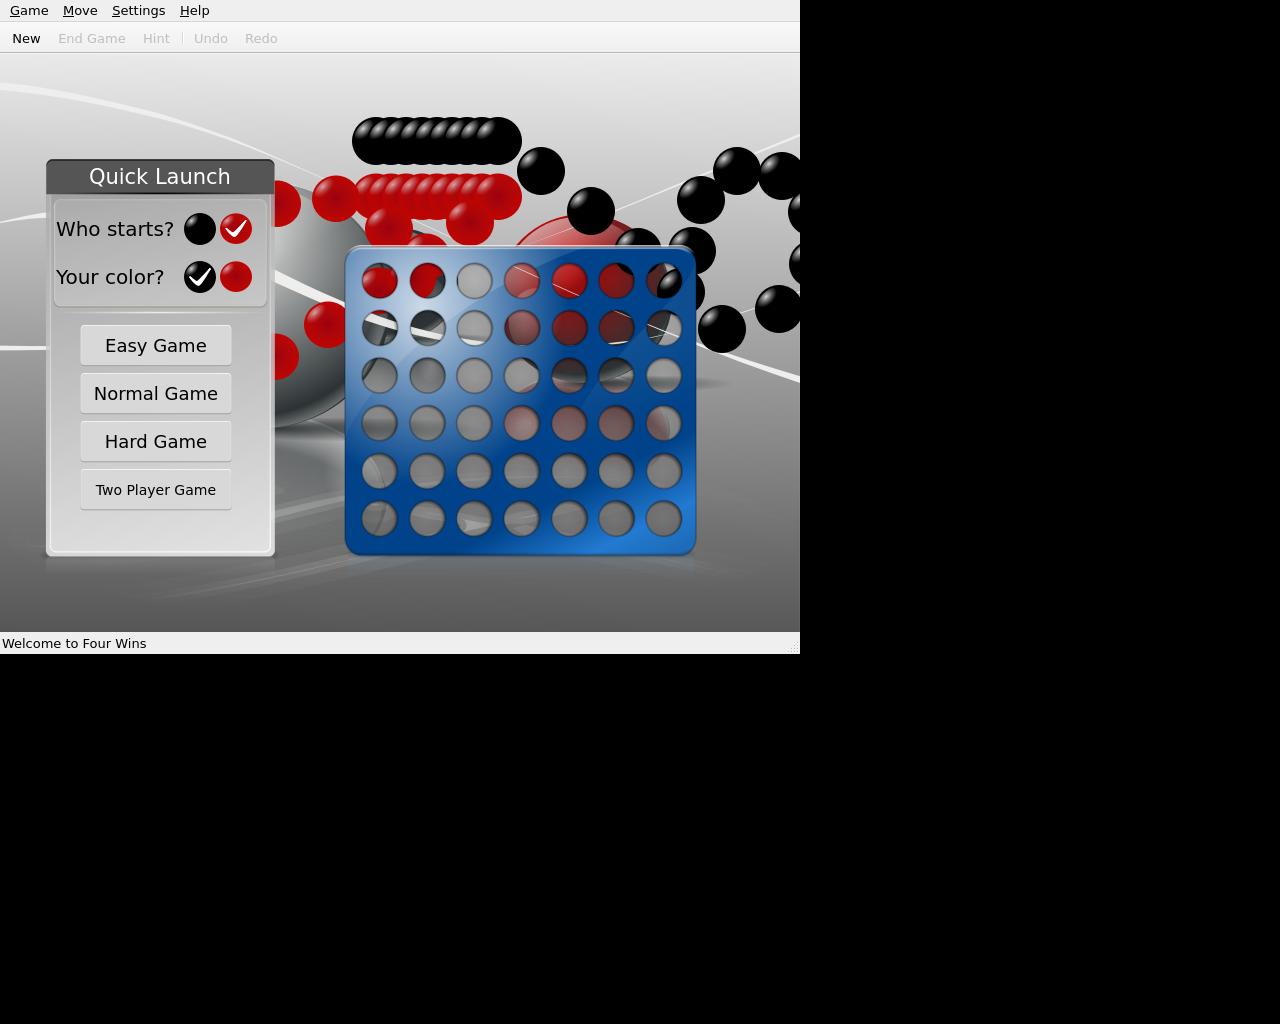 Game Move Settings Help
New End Game Hint Undo Redo
Quick Launch
Who starts?
Your color?
Easy Game
Normal Game
Hard Game
Two Player Game
Welcome to Four Wins